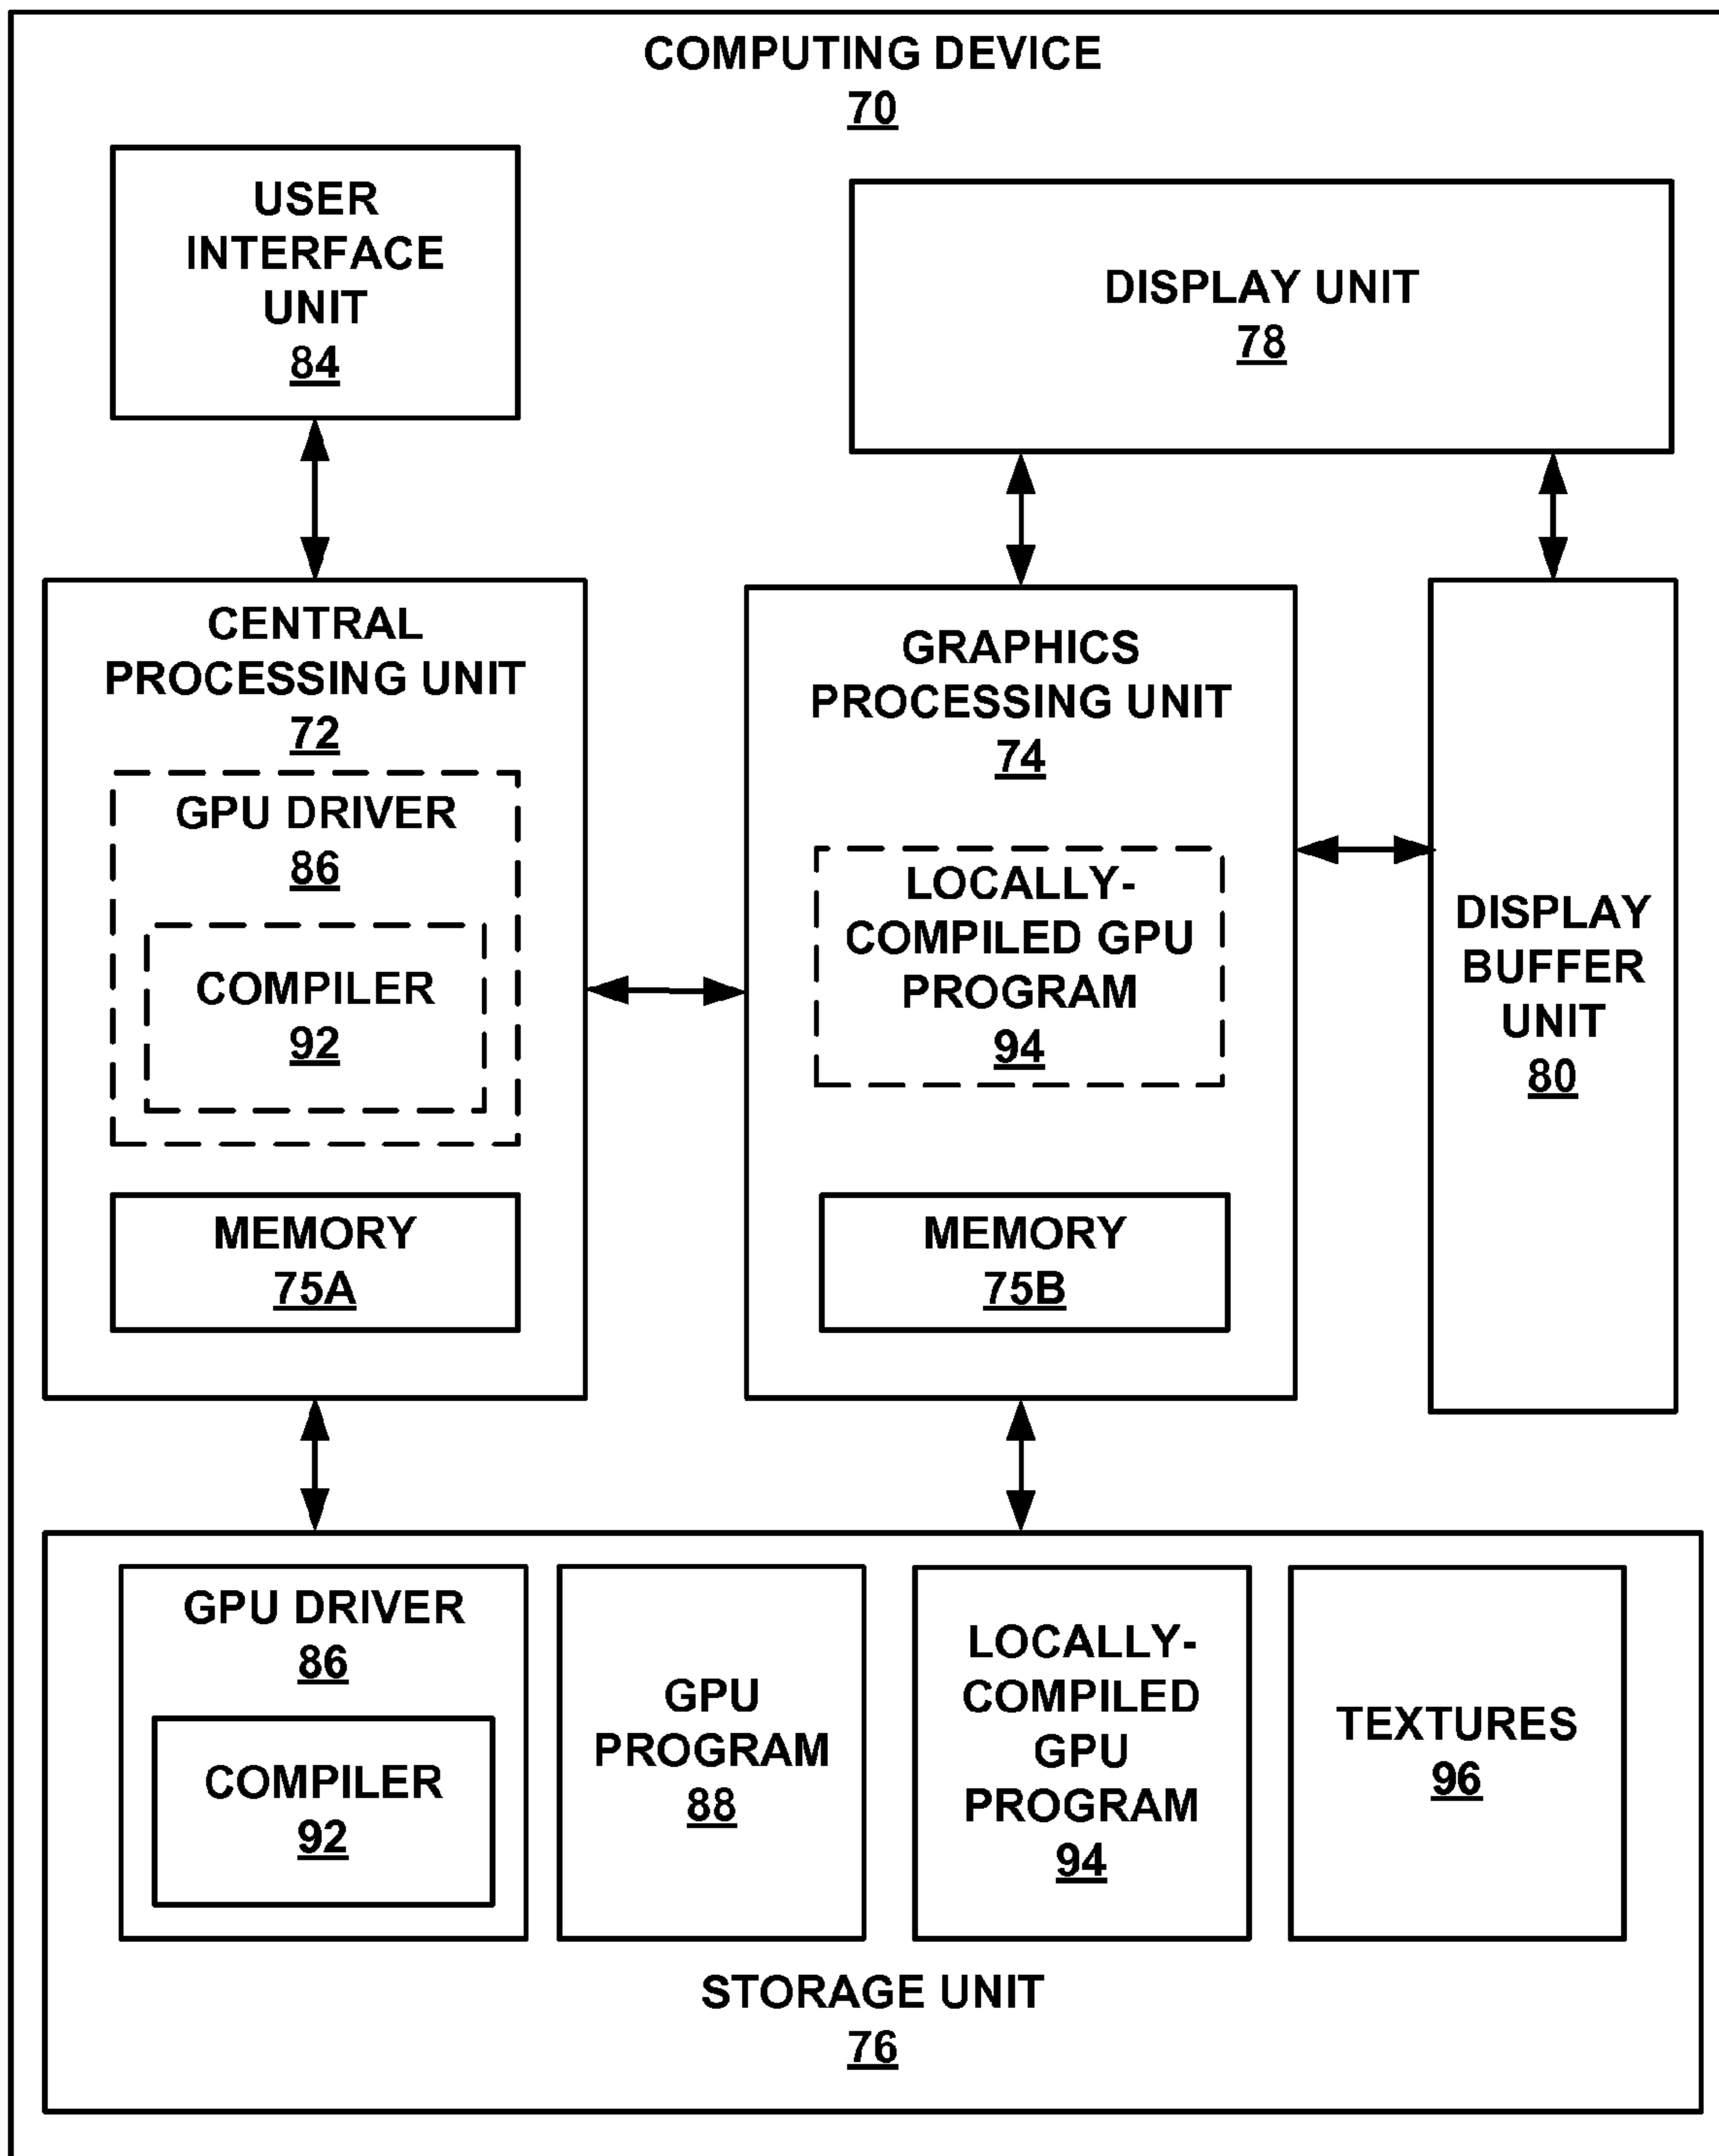 COMPUTING DEVICE
70
USER
INTERFACE
UNIT
84
DISPLAY UNIT
78
CENTRAL
PROCESSING UNIT
72
GPU DRIVER
86
COMPILER
92
MEMORY
75A
GRAPHICS
PROCESSING UNIT
74
LOCALLY-
COMPILED GPU
PROGRAM
94
MEMORY
75B
DISPLAY
BUFFER
UNIT
80
GPU DRIVER
86
COMPILER
92
GPU
PROGRAM
88
LOCALLY-
COMPILED
GPU
PROGRAM
94
TEXTURES
96
STORAGE UNIT
76